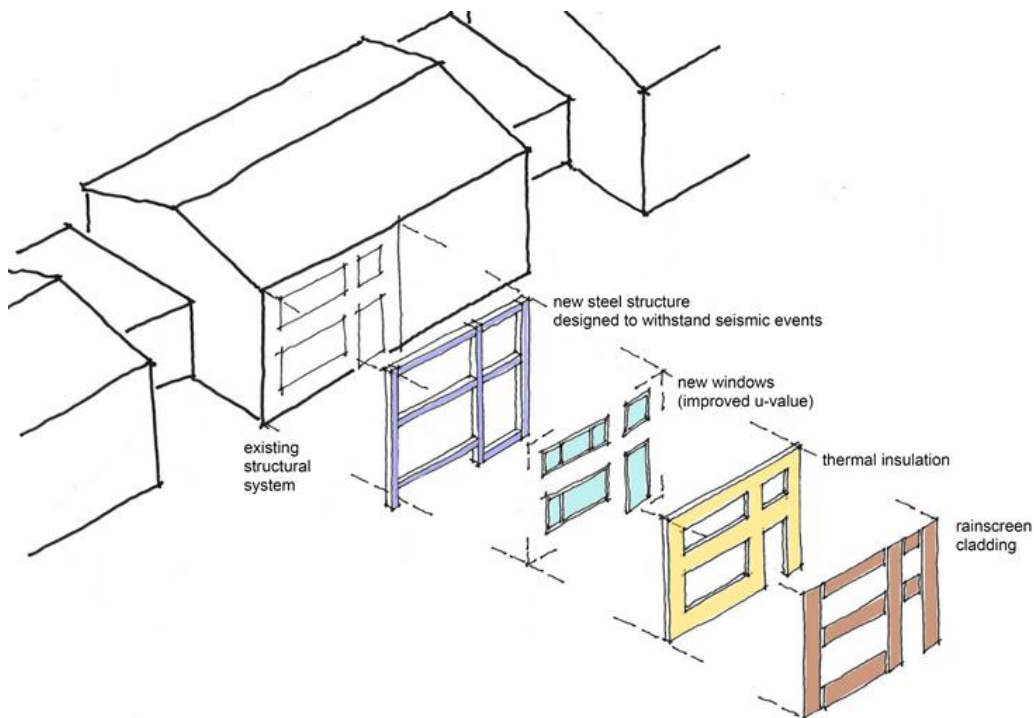 new steel structure
designed to withstand seismic events
new windows
(improved u-value)
existing
structural
system
thermal insulation
rainscreen
cladding